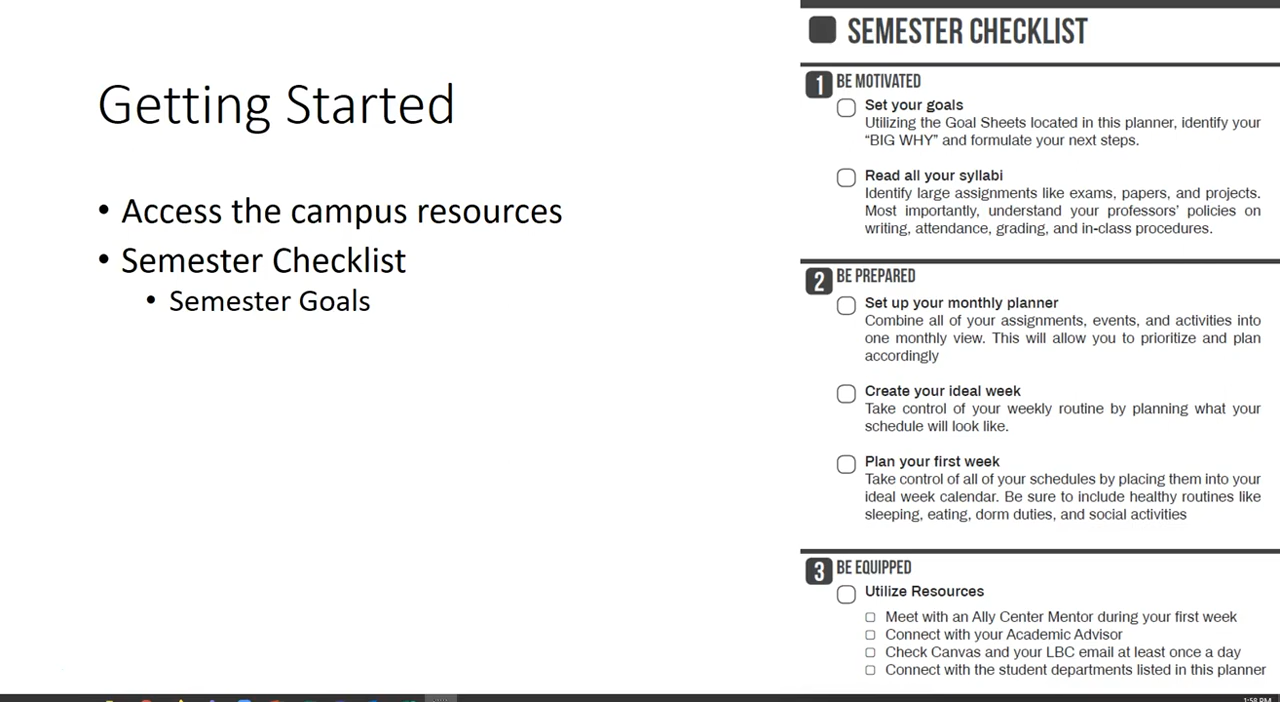 Getting Started
• Access the campus resources
• Semester Checklist
• Semester Goals
SEMESTER CHECKLIST
1 BE MOTIVATED
Set your goals
Utilizing the Goal Sheets located in this planner, identify your
“BIG WHY” and formulate your next steps.
Read all your syllabi
Identify large assignments like exams, papers, and projects.
Most importantly, understand your professors’ policies on
writing, attendance, grading, and in-class procedures.
2 BE PREPARED
Set up your monthly planner
Combine all of your assignments, events, and activities into
one monthly view. This will allow you to prioritize and plan
accordingly
Create your ideal week
Take control of your weekly routine by planning what your
schedule will look like.
Plan your first week
Take control of all of your schedules by placing them into your
ideal week calendar. Be sure to include healthy routines like
sleeping, eating, dorm duties, and social activities
3 BE EQUIPPED
Utilize Resources
Meet with an Ally Center Mentor during your first week
Connect with your Academic Advisor
Check Canvas and your LBC email at least once a day
Connect with the student departments listed in this planner
1:58 PM